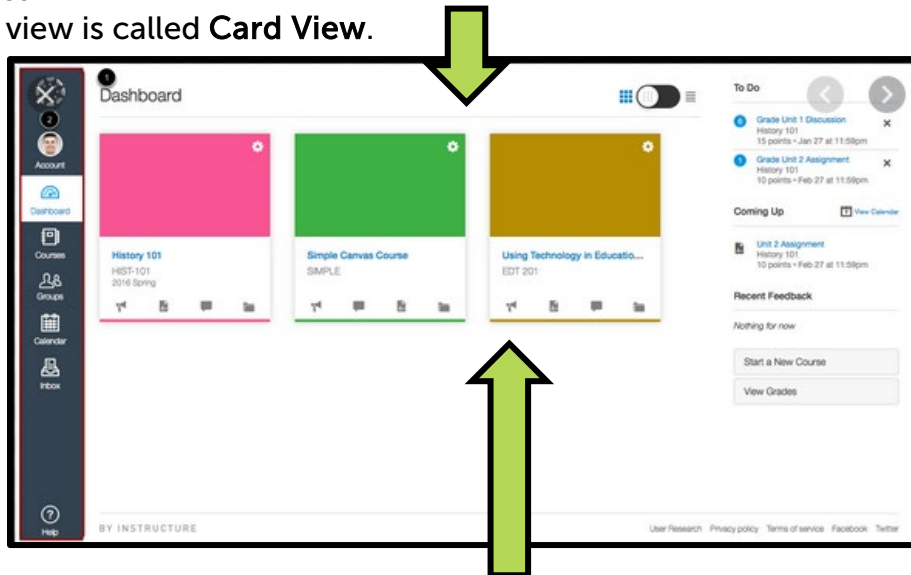 view is called Card View.
1
Dashboard
2
Account
Dashboard
Courses
Groups
Calendar
Inbox
Help
History 101
HIST-101
2016 Spring
Simple Canvas Course
SIMPLE
Using Technology in Educatio...
EDT 201
To Do
6
Grade Unit 1 Discussion
History 101
15 points • Jan 27 at 11:59pm
1
Grade Unit 2 Assignment
History 101
10 points • Feb 27 at 11:59pm
Coming Up
View Calendar
Unit 2 Assignment
History 101
10 points • Feb 27 at 11:59pm
Recent Feedback
Nothing for now
Start a New Course
View Grades
BY INSTRUCTURE
User Research Privacy policy Terms of service Facebook Twitter